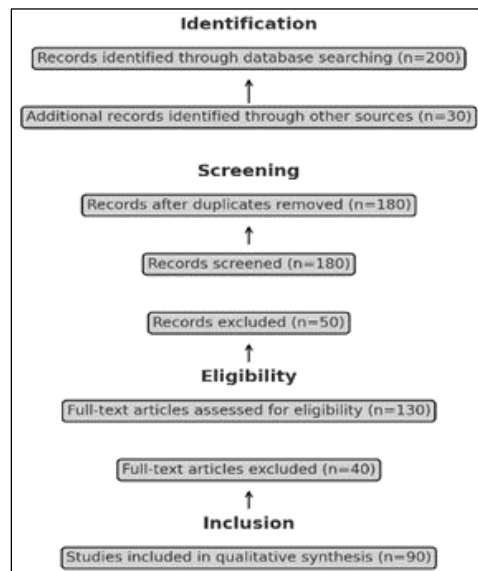 Identification
Records identified through database searching (n=200)
Additional records identified through other sources (n=30)
Screening
Records after duplicates removed (n=180)
Records screened (n=180)
Records excluded (n=50)
Eligibility
Full-text articles assessed for eligibility (n=130)
Full-text articles excluded (n=40)
Inclusion
Studies included in qualitative synthesis (n=90)